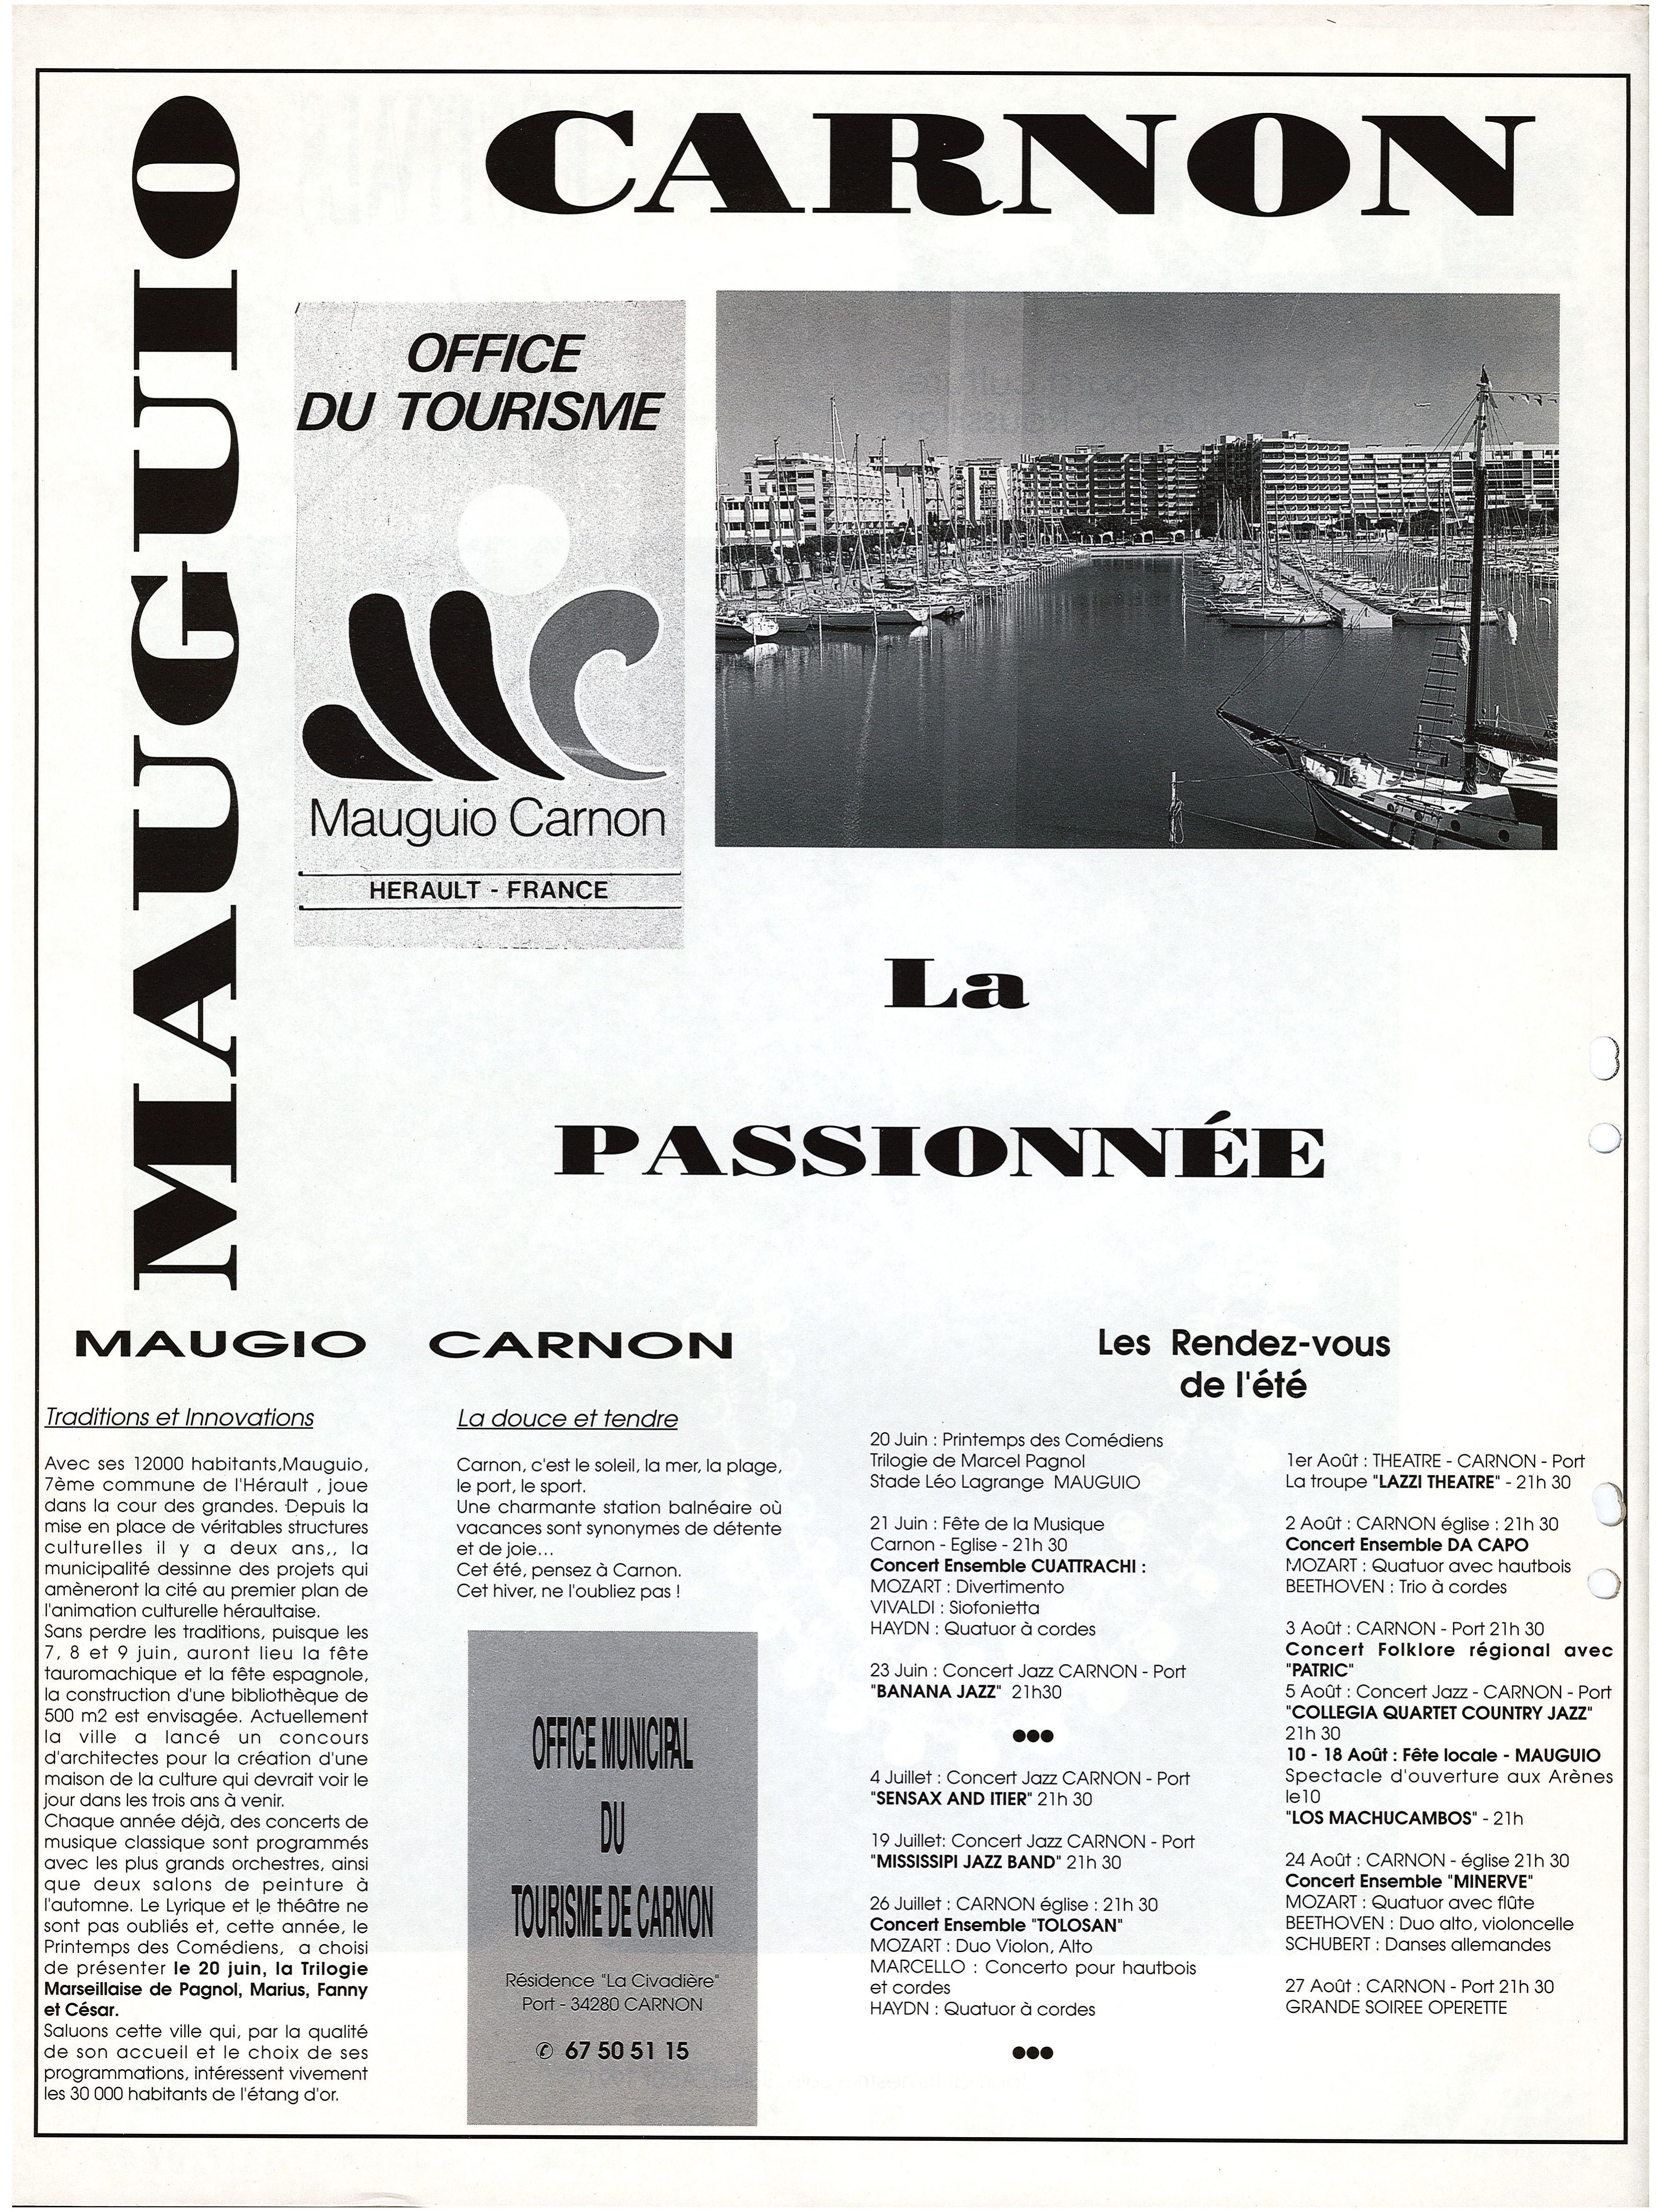 MAUGUIO
CARNON
OFFICE
DU TOURISME
Mauguio Carnon
HERAULT - FRANCE
La
PASSIONNÉE
MAUGIO
Traditions et Innovations
Avec ses 12000 habitants,Mauguio,
7ème commune de l'Hérault , joue
dans la cour des grandes. Depuis la
mise en place de véritables structures
culturelles il y a deux ans,, la
municipalité dessinne des projets qui
amèneront la cité au premier plan de
l'animation culturelle héraultaise.
Sans perdre les traditions, puisque les
7, 8 et 9 juin, auront lieu la fête
tauromachique et la fête espagnole,
la construction d'une bibliothèque de
500 m2 est envisagée. Actuellement
la ville a lancé un concours
d'architectes pour la création d'une
maison de la culture qui devrait voir le
jour dans les trois ans à venir.
Chaque année déjà, des concerts de
musique classique sont programmés
avec les plus grands orchestres, ainsi
que deux salons de peinture à
l'automne. Le Lyrique et le théâtre ne
sont pas oubliés et, cette année, le
Printemps des Comédiens, a choisi
de présenter le 20 juin, la Trilogie
Marseillaise de Pagnol, Marius, Fanny
et César.
Saluons cette ville qui, par la qualité
de son accueil et le choix de ses
programmations, intéressent vivement
les 30 000 habitants de l'étang d'or.
CARNON
La douce et tendre
Carnon, c'est le soleil, la mer, la plage,
le port, le sport.
Une charmante station balnéaire où
vacances sont synonymes de détente
et de joie...
Cet été, pensez à Carnon.
Cet hiver, ne l'oubliez pas !
OFFICE MUNICIPAL
DU
TOURISME DE CARNON
Résidence "La Civadière"
Port - 34280 CARNON
✆ 67 50 51 15
Les Rendez-vous
de l'été
20 Juin : Printemps des Comédiens
Trilogie de Marcel Pagnol
Stade Léo Lagrange MAUGUIO
21 Juin : Fête de la Musique
Carnon - Eglise - 21h 30
Concert Ensemble CUATTRACHI :
MOZART : Divertimento
VIVALDI : Siofonietta
HAYDN : Quatuor à cordes
23 Juin : Concert Jazz CARNON - Port
"BANANA JAZZ" 21h30
●●●
4 Juillet : Concert Jazz CARNON - Port
"SENSAX AND ITIER" 21h 30
19 Juillet: Concert Jazz CARNON - Port
"MISSISSIPI JAZZ BAND" 21h 30
26 Juillet : CARNON église : 21h 30
Concert Ensemble "TOLOSAN"
MOZART : Duo Violon, Alto
MARCELLO : Concerto pour hautbois
et cordes
HAYDN : Quatuor à cordes
●●●
1er Août : THEATRE - CARNON - Port
La troupe "LAZZI THEATRE" - 21h 30
2 Août : CARNON église : 21h 30
Concert Ensemble DA CAPO
MOZART : Quatuor avec hautbois
BEETHOVEN : Trio à cordes
3 Août : CARNON - Port 21h 30
Concert Folklore régional avec
"PATRIC"
5 Août : Concert Jazz - CARNON - Port
"COLLEGIA QUARTET COUNTRY JAZZ"
21h 30
10 - 18 Août : Fête locale - MAUGUIO
Spectacle d'ouverture aux Arènes
le10
"LOS MACHUCAMBOS" - 21h
24 Août : CARNON - église 21h 30
Concert Ensemble "MINERVE"
MOZART : Quatuor avec flûte
BEETHOVEN : Duo alto, violoncelle
SCHUBERT : Danses allemandes
27 Août : CARNON - Port 21h 30
GRANDE SOIREE OPERETTE